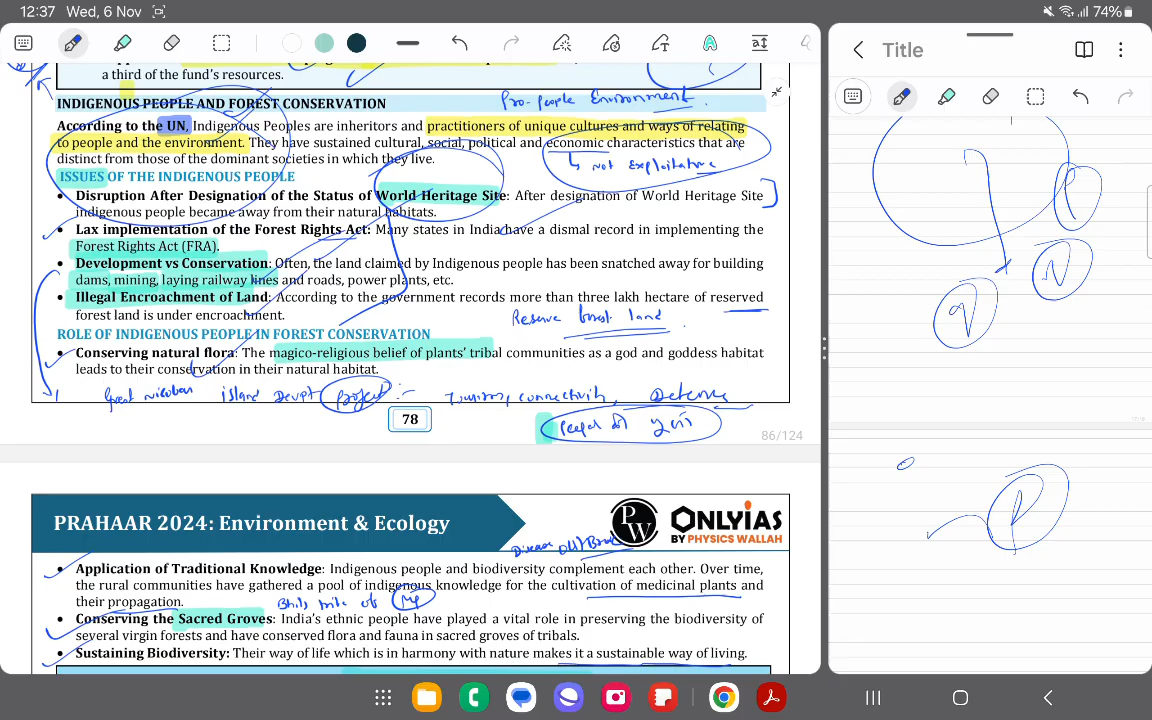 12:37 Wed, 6 Nov 74%
Title
a third of the fund's resources.
INDIGENOUS PEOPLE AND FOREST CONSERVATION
Pro-people Environment.
According to the UN, Indigenous Peoples are inheritors and practitioners of unique cultures and ways of relating
to people and the environment. They have sustained cultural, social, political and economic characteristics that are
distinct from those of the dominant societies in which they live.
not exploitative
ISSUES OF THE INDIGENOUS PEOPLE
• Disruption After Designation of the Status of World Heritage Site: After designation of World Heritage Site
indigenous people became away from their natural habitats.
• Lax implementation of the Forest Rights Act: Many states in India have a dismal record in implementing the
Forest Rights Act (FRA).
• Development vs Conservation: Often, the land claimed by Indigenous people has been snatched away for building
dams, mining, laying railway lines and roads, power plants, etc.
• Illegal Encroachment of Land: According to the government records more than three lakh hectare of reserved
forest land is under encroachment.
Reserve forest land
ROLE OF INDIGENOUS PEOPLE IN FOREST CONSERVATION
• Conserving natural flora: The magico-religious belief of plants' tribal communities as a god and goddess habitat
leads to their conservation in their natural habitat.
Great nicobar island Devpt project :- Tourism, connectivity, Defence
78
86/124
PRAHAAR 2024: Environment & Ecology
PW
ONLYIAS
BY PHYSICS WALLAH
Disease
• Application of Traditional Knowledge: Indigenous people and biodiversity complement each other. Over time,
the rural communities have gathered a pool of indigenous knowledge for the cultivation of medicinal plants and
their propagation.
tribe of MP
• Conserving the Sacred Groves: India's ethnic people have played a vital role in preserving the biodiversity of
several virgin forests and have conserved flora and fauna in sacred groves of tribals.
• Sustaining Biodiversity: Their way of life which is in harmony with nature makes it a sustainable way of living.